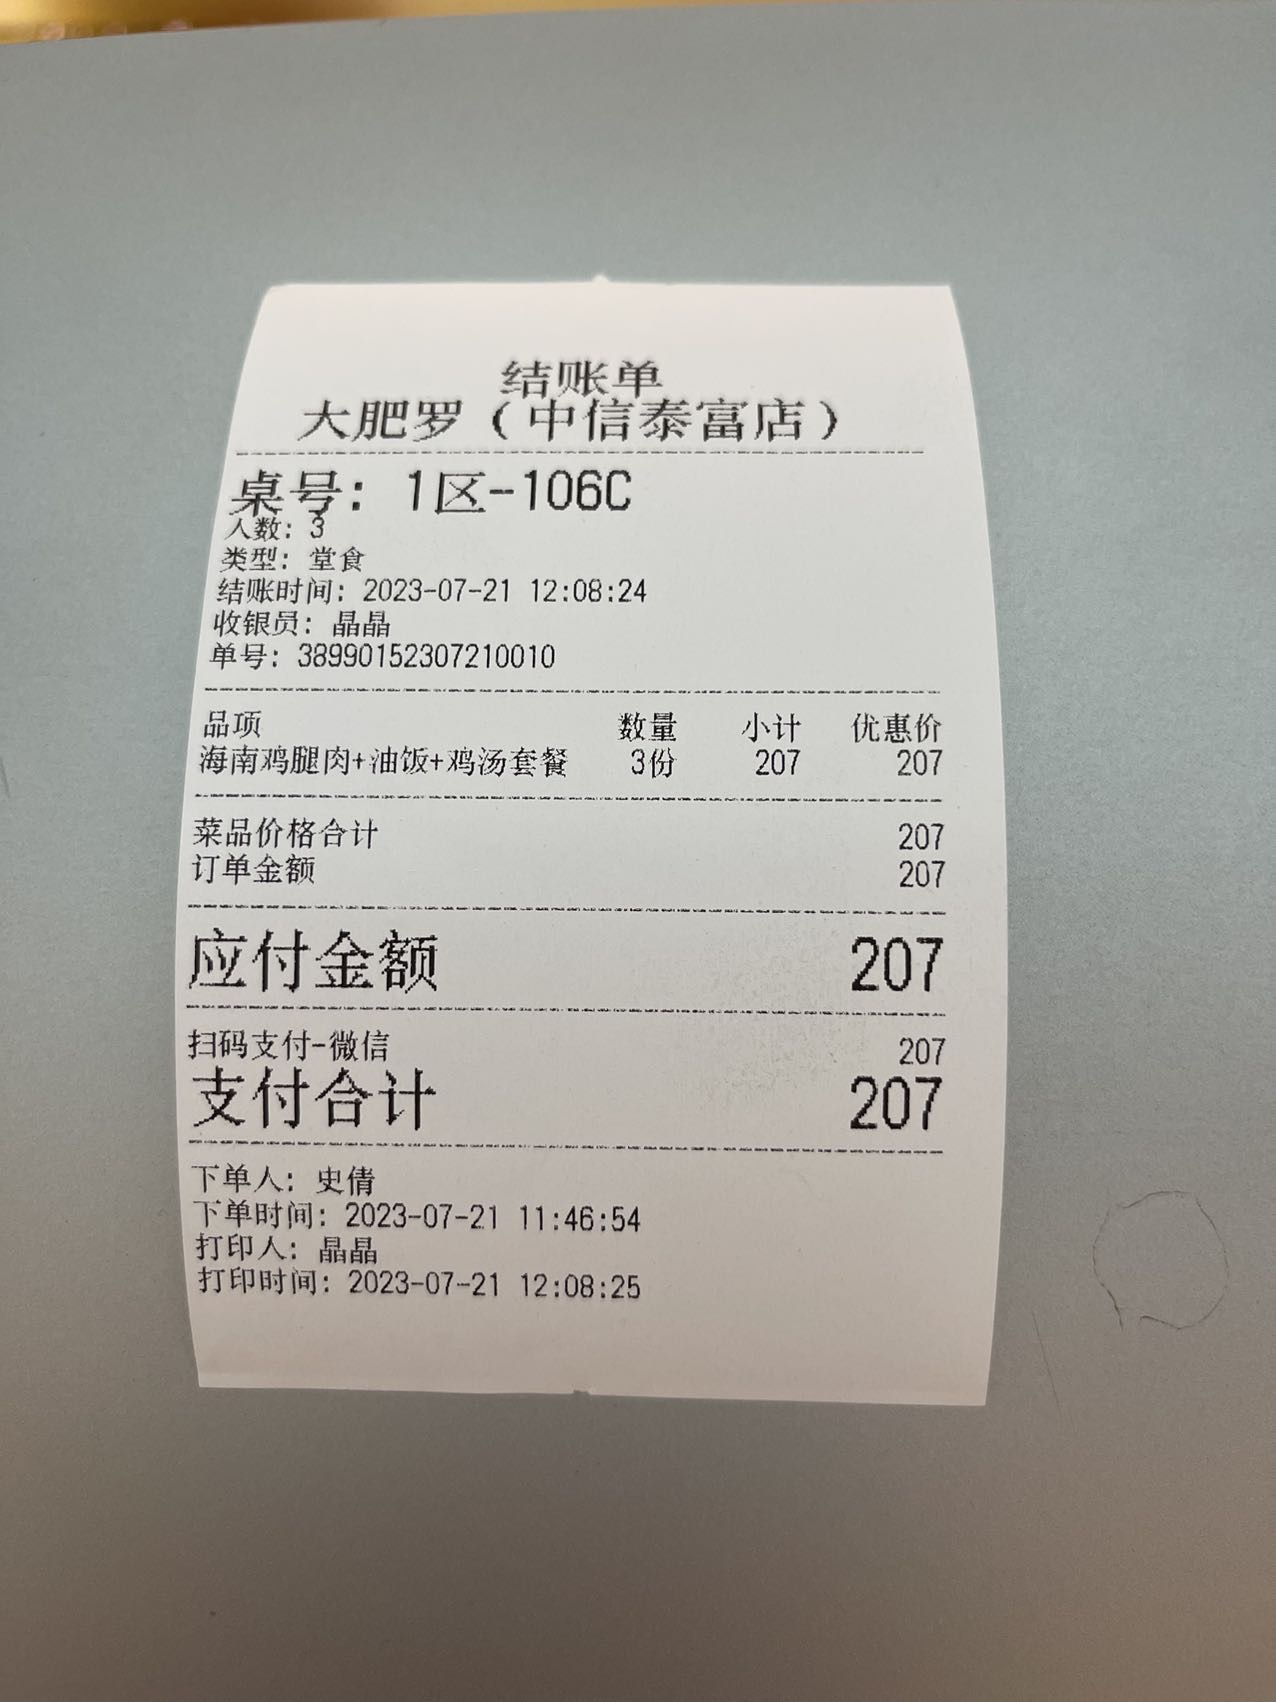 结账单
大肥罗（中信泰富店）
桌号：1区-106C
人数：3
类型：堂食
结账时间：2023-07-21 12:08:24
收银员：晶晶
单号：38990152307210010
品项 数量 小计 优惠价
海南鸡腿肉+油饭+鸡汤套餐 3份 207 207
菜品价格合计 207
订单金额 207
应付金额 207
扫码支付-微信 207
支付合计 207
下单人：史倩
下单时间：2023-07-21 11:46:54
打印人：晶晶
打印时间：2023-07-21 12:08:25